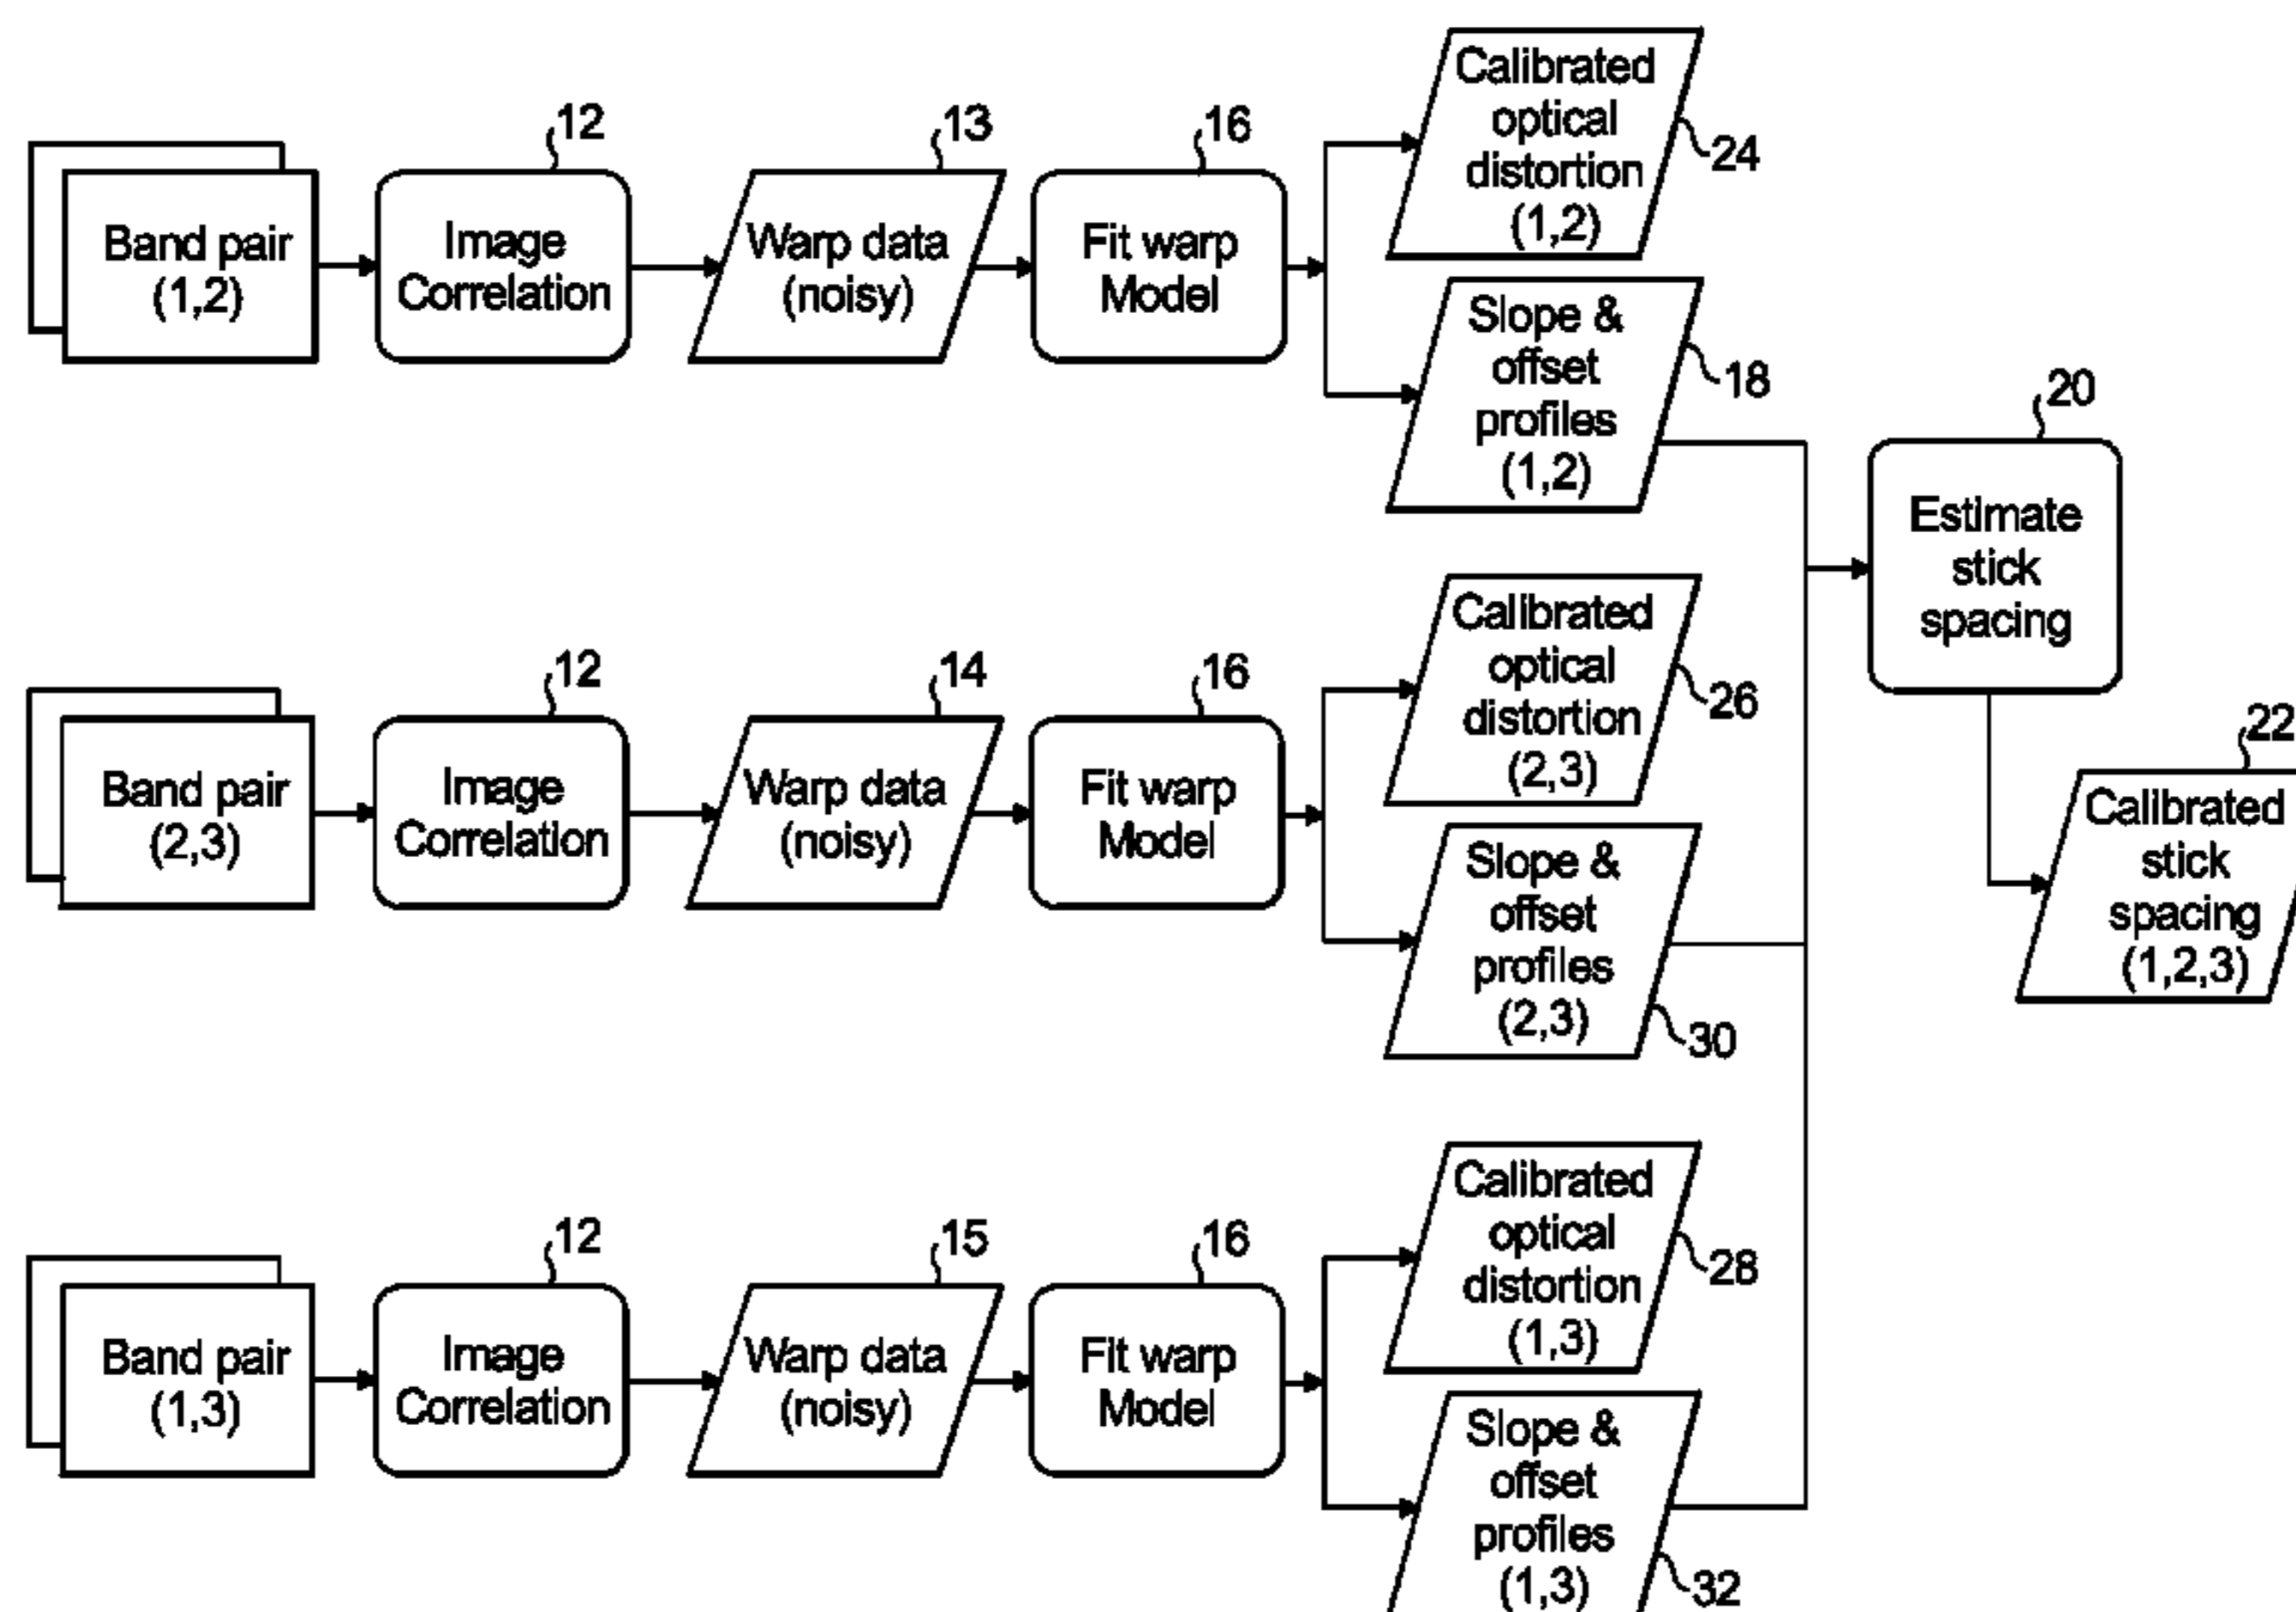 12
Band pair
(1,2)
Image
Correlation
13
Warp data
(noisy)
16
Fit warp
Model
Calibrated
optical
distortion
(1,2)
24
Slope &
offset
profiles
(1,2)
18
20
Estimate
stick
spacing
22
Calibrated
stick
spacing
(1,2,3)
12
Band pair
(2,3)
Image
Correlation
14
Warp data
(noisy)
16
Fit warp
Model
Calibrated
optical
distortion
(2,3)
26
Slope &
offset
profiles
(2,3)
30
12
Band pair
(1,3)
Image
Correlation
15
Warp data
(noisy)
16
Fit warp
Model
Calibrated
optical
distortion
(1,3)
28
Slope &
offset
profiles
(1,3)
32